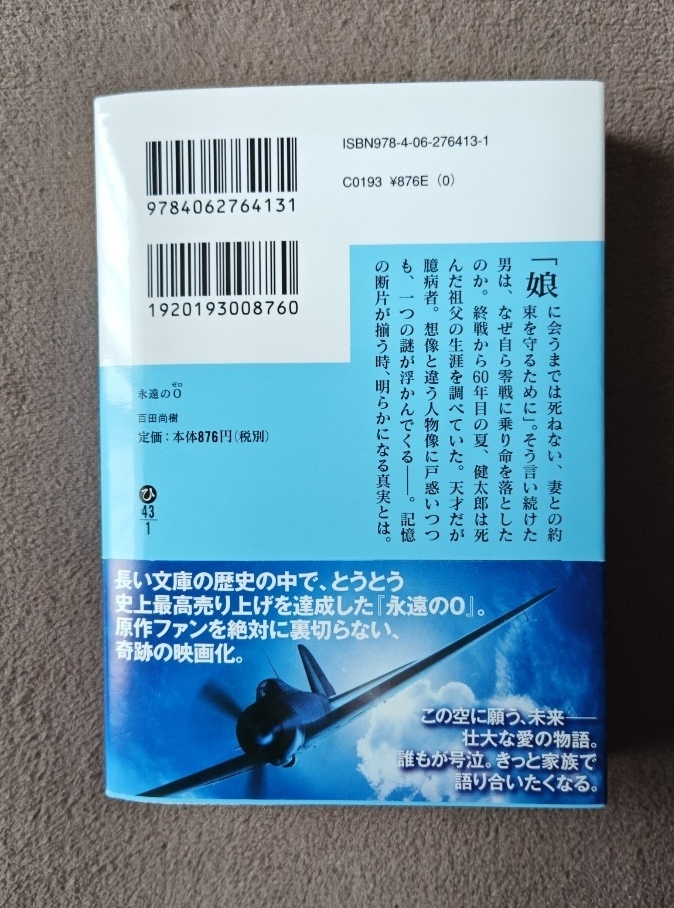 ISBN978-4-06-276413-1
C0193 ¥876E (0)
9784062764131
1920193008760
「娘に会うまでは死ねない、妻との約
束を守るために」。そう言い続けた
男は、なぜ自ら零戦に乗り命を落とした
のか。終戦から60年目の夏、健太郎は死
んだ祖父の生涯を調べていた。天才だが
臆病者。想像と違う人物像に戸惑いつつ
も、一つの謎が浮かんでくる――。記憶
の断片が揃う時、明らかになる真実とは。
ゼロ
永遠の0
百田尚樹
定価:本体876円(税別)
ひ
43
1
長い文庫の歴史の中で、とうとう
史上最高売り上げを達成した『永遠の0』。
原作ファンを絶対に裏切らない、
奇跡の映画化。
この空に願う、未来――
壮大な愛の物語。
誰もが号泣。きっと家族で
語り合いたくなる。